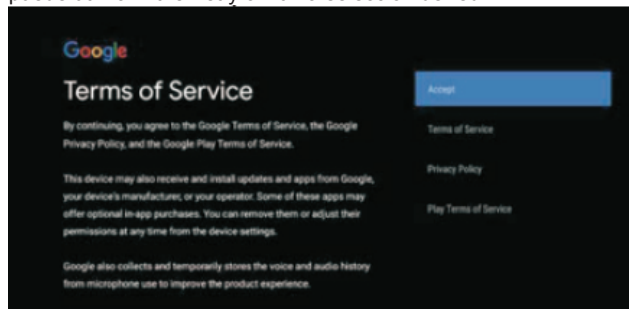 Google
Terms of Service
By continuing, you agree to the Google Terms of Service, the Google
Privacy Policy, and the Google Play Terms of Service.
This device may also receive and install updates and apps from Google,
your device's manufacturer, or your operator. Some of these apps may
offer optional in-app purchases. You can remove them or adjust their
permissions at any time from the device settings.
Google also collects and temporarily stores the voice and audio history
from microphone use to improve the product experience.
Accept
Terms of Service
Privacy Policy
Play Terms of Service